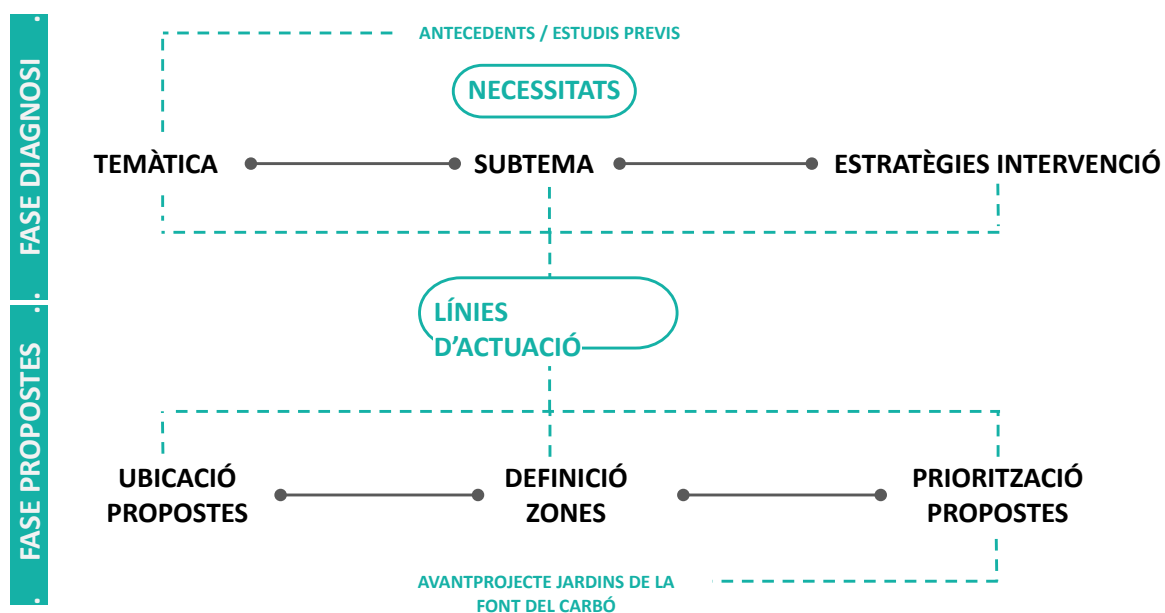 FASE DIAGNOSI
ANTECEDENTS / ESTUDIS PREVIS
NECESSITATS
TEMÀTICA
SUBTEMA
ESTRATÈGIES INTERVENCIÓ
LÍNIES
D'ACTUACIÓ
FASE PROPOSTES
UBICACIÓ
PROPOSTES
DEFINICIÓ
ZONES
PRIORITZACIÓ
PROPOSTES
AVANTPROJECTE JARDINS DE LA
FONT DEL CARBÓ